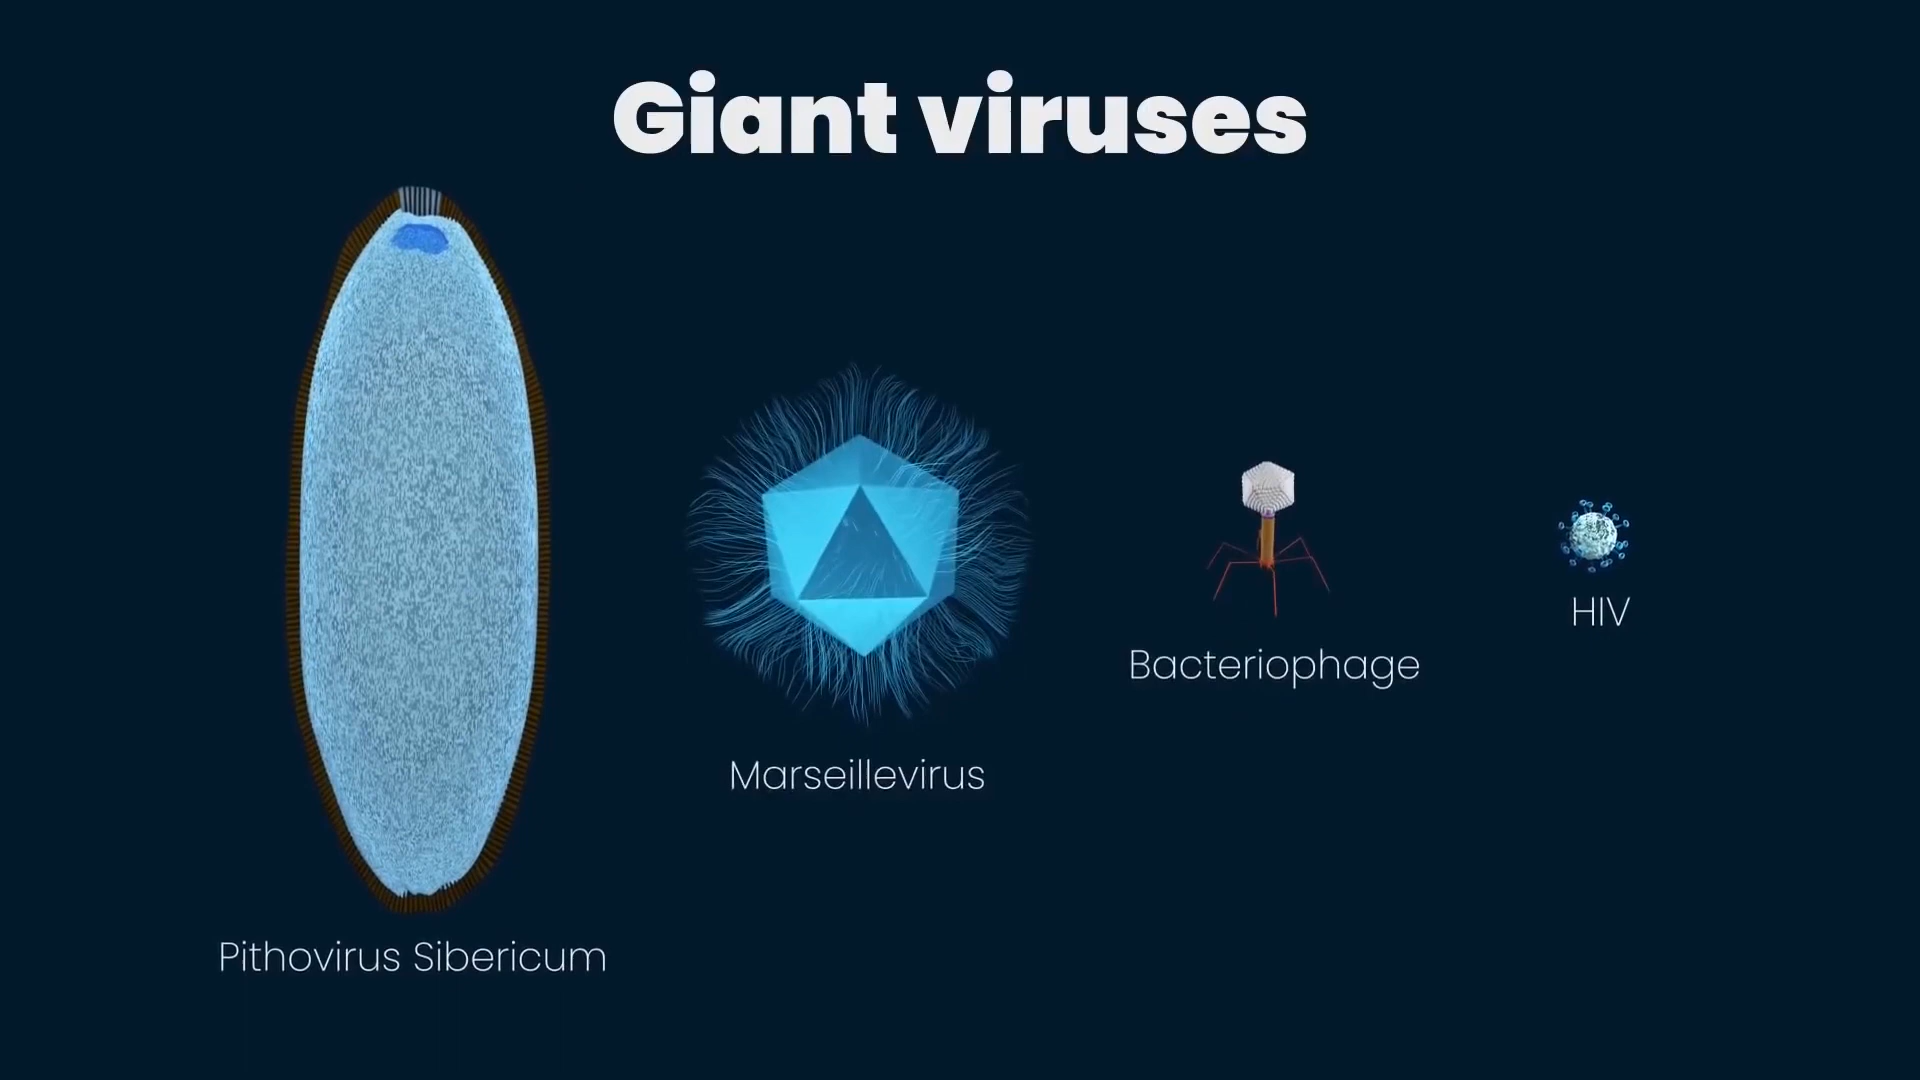 Giant viruses
Pithovirus Sibericum
Marseillevirus
Bacteriophage
HIV